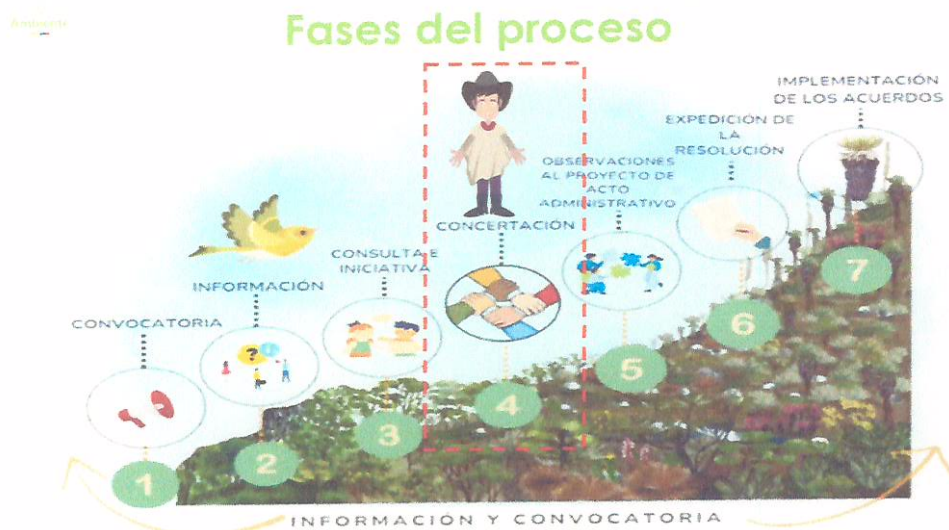 Fases del proceso
CONVOCATORIA
1
INFORMACIÓN
2
CONSULTA E
INICIATIVA
3
CONCERTACIÓN
4
OBSERVACIONES
AL PROYECTO DE
ACTO
ADMINISTRATIVO
5
EXPEDICIÓN DE
LA
RESOLUCIÓN
6
IMPLEMENTACIÓN
DE LOS ACUERDOS
7
?
INFORMACIÓN Y CONVOCATORIA